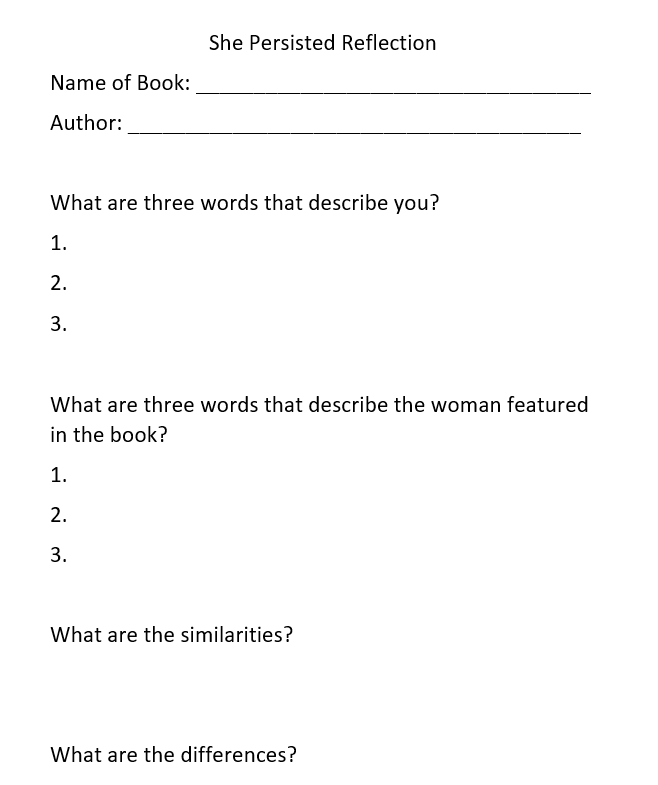 She Persisted Reflection
Name of Book: ___________________________________
Author: ________________________________________
What are three words that describe you?
1.
2.
3.
What are three words that describe the woman featured
in the book?
1.
2.
3.
What are the similarities?
What are the differences?